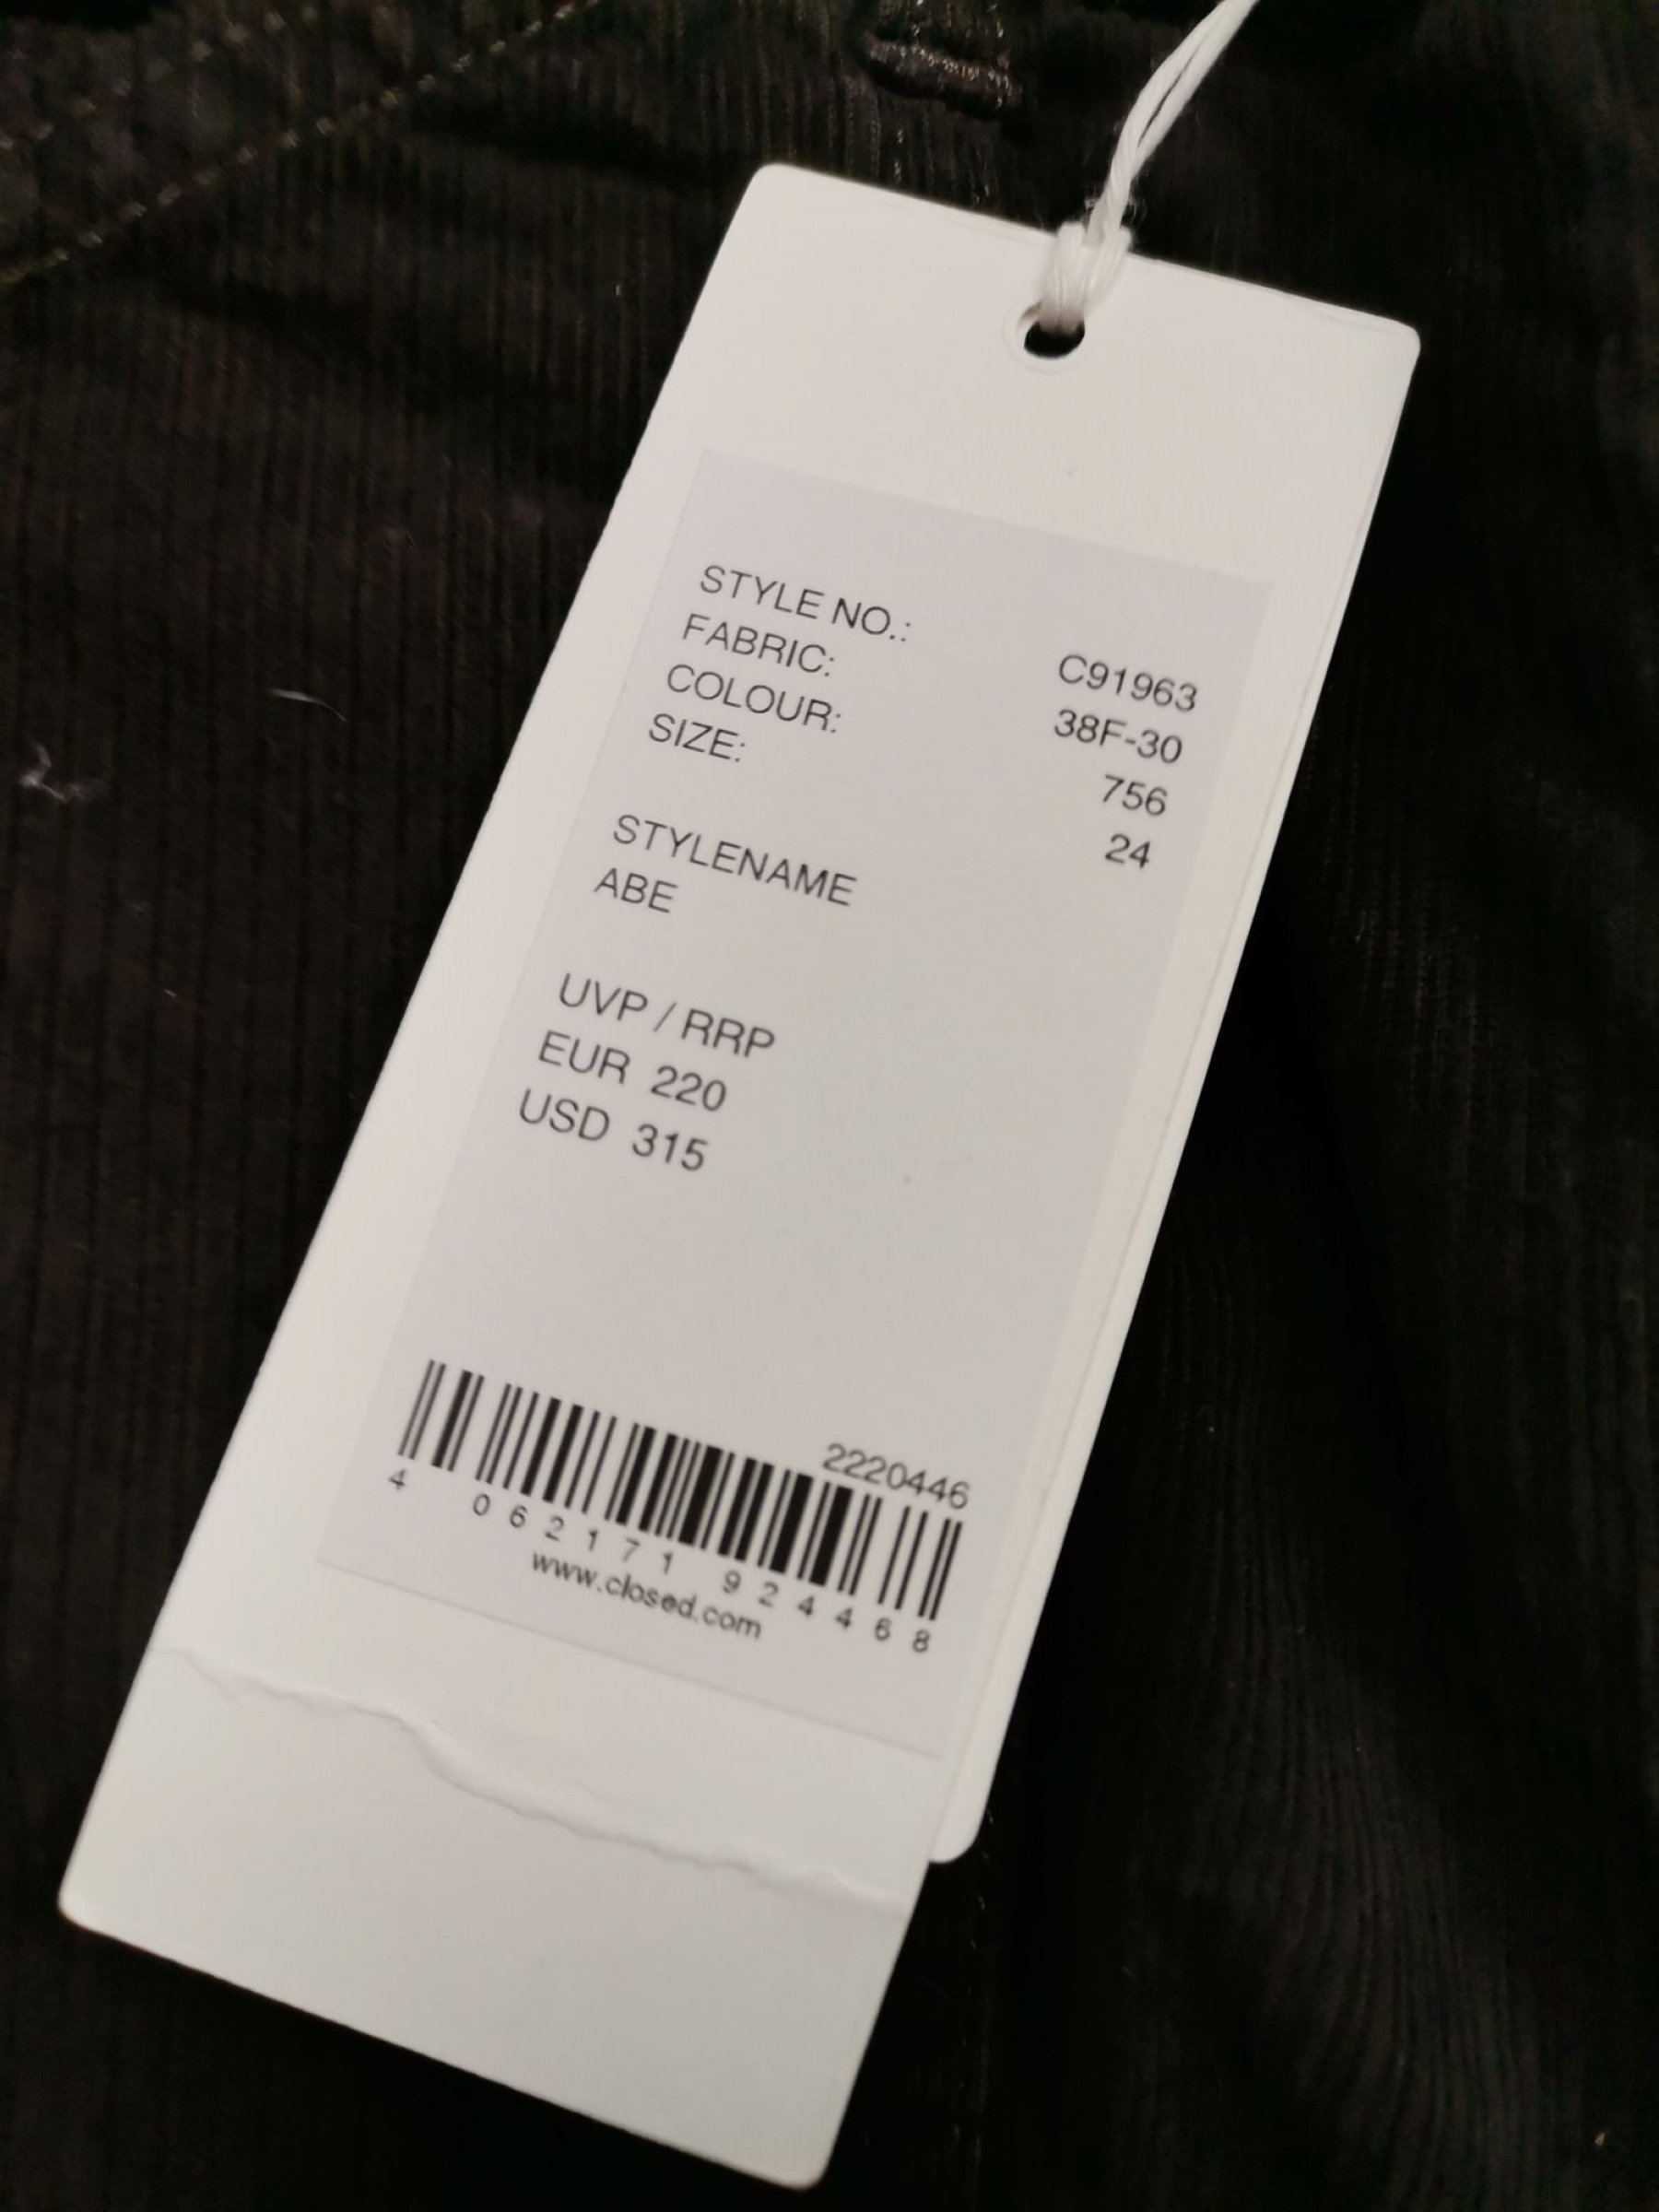 STYLE NO.: C91963
FABRIC: 38F-30
COLOUR: 756
SIZE: 24
STYLENAME
ABE
UVP / RRP
EUR 220
USD 315
2220446
4 062171 924468
www.closed.com